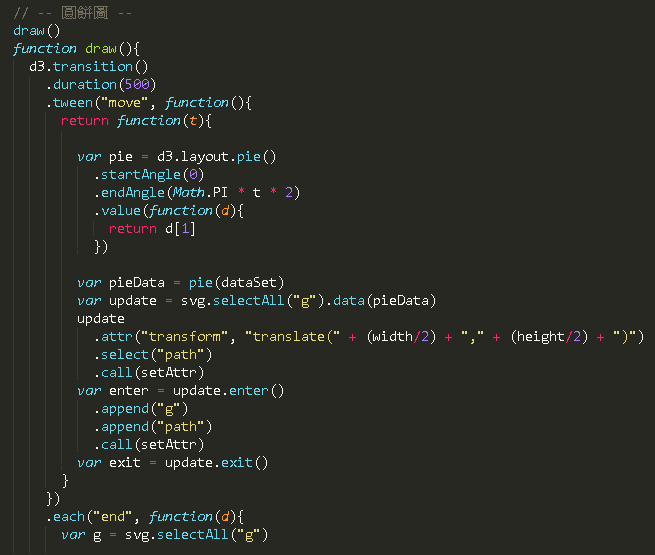 // -- 圓餅圖 --
draw()
function draw(){
  d3.transition()
    .duration(500)
    .tween("move", function(){
      return function(t){

        var pie = d3.layout.pie()
          .startAngle(0)
          .endAngle(Math.PI * t * 2)
          .value(function(d){
            return d[1]
          })

        var pieData = pie(dataSet)
        var update = svg.selectAll("g").data(pieData)
        update
          .attr("transform", "translate(" + (width/2) + "," + (height/2) + ")")
          .select("path")
          .call(setAttr)
        var enter = update.enter()
          .append("g")
          .append("path")
          .call(setAttr)
        var exit = update.exit()
      }
    })
    .each("end", function(d){
      var g = svg.selectAll("g")